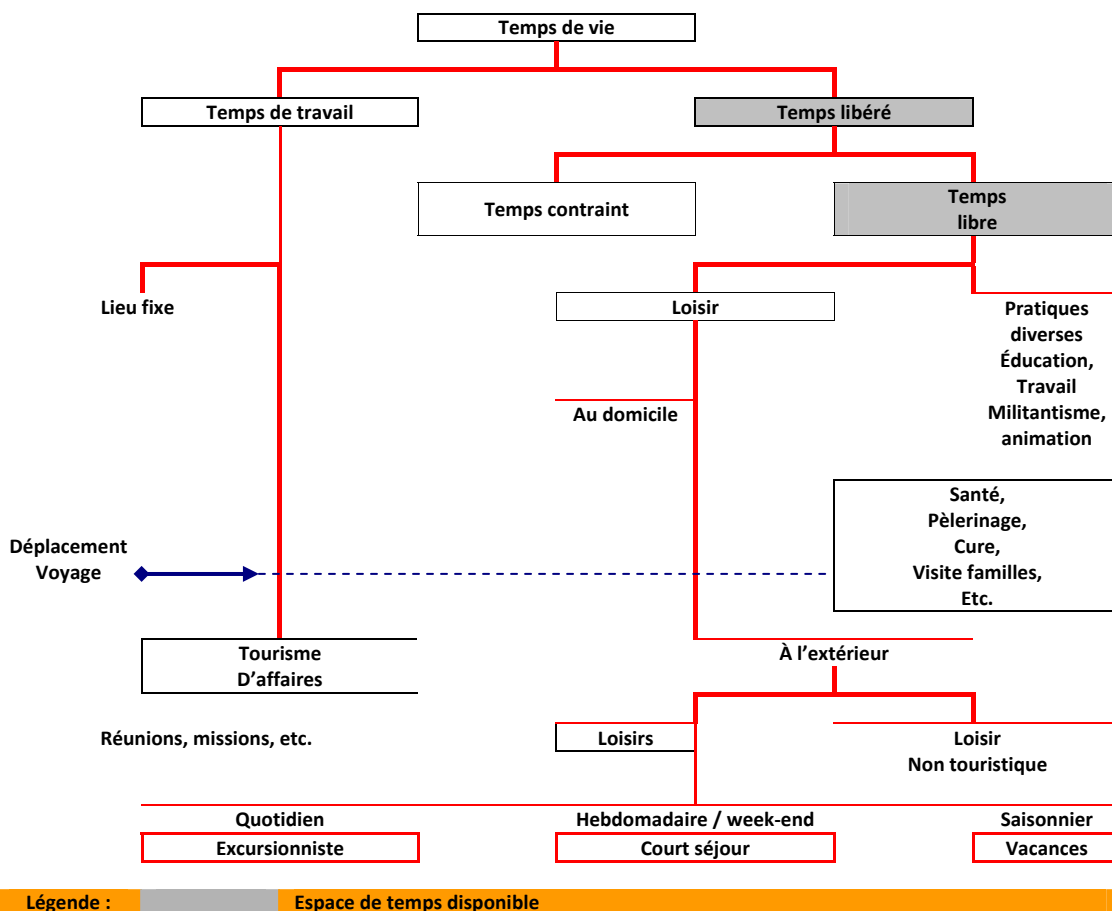 Temps de vie
Temps de travail
Temps libéré
Temps contraint
Temps
libre
Lieu fixe
Loisir
Pratiques
diverses
Éducation,
Travail
Militantisme,
animation
Au domicile
Santé,
Pèlerinage,
Cure,
Visite familles,
Etc.
Déplacement
Voyage
Tourisme
D’affaires
À l’extérieur
Réunions, missions, etc.
Loisirs
Loisir
Non touristique
Quotidien
Hebdomadaire / week-end
Saisonnier
Excursionniste
Court séjour
Vacances
Légende :
Espace de temps disponible